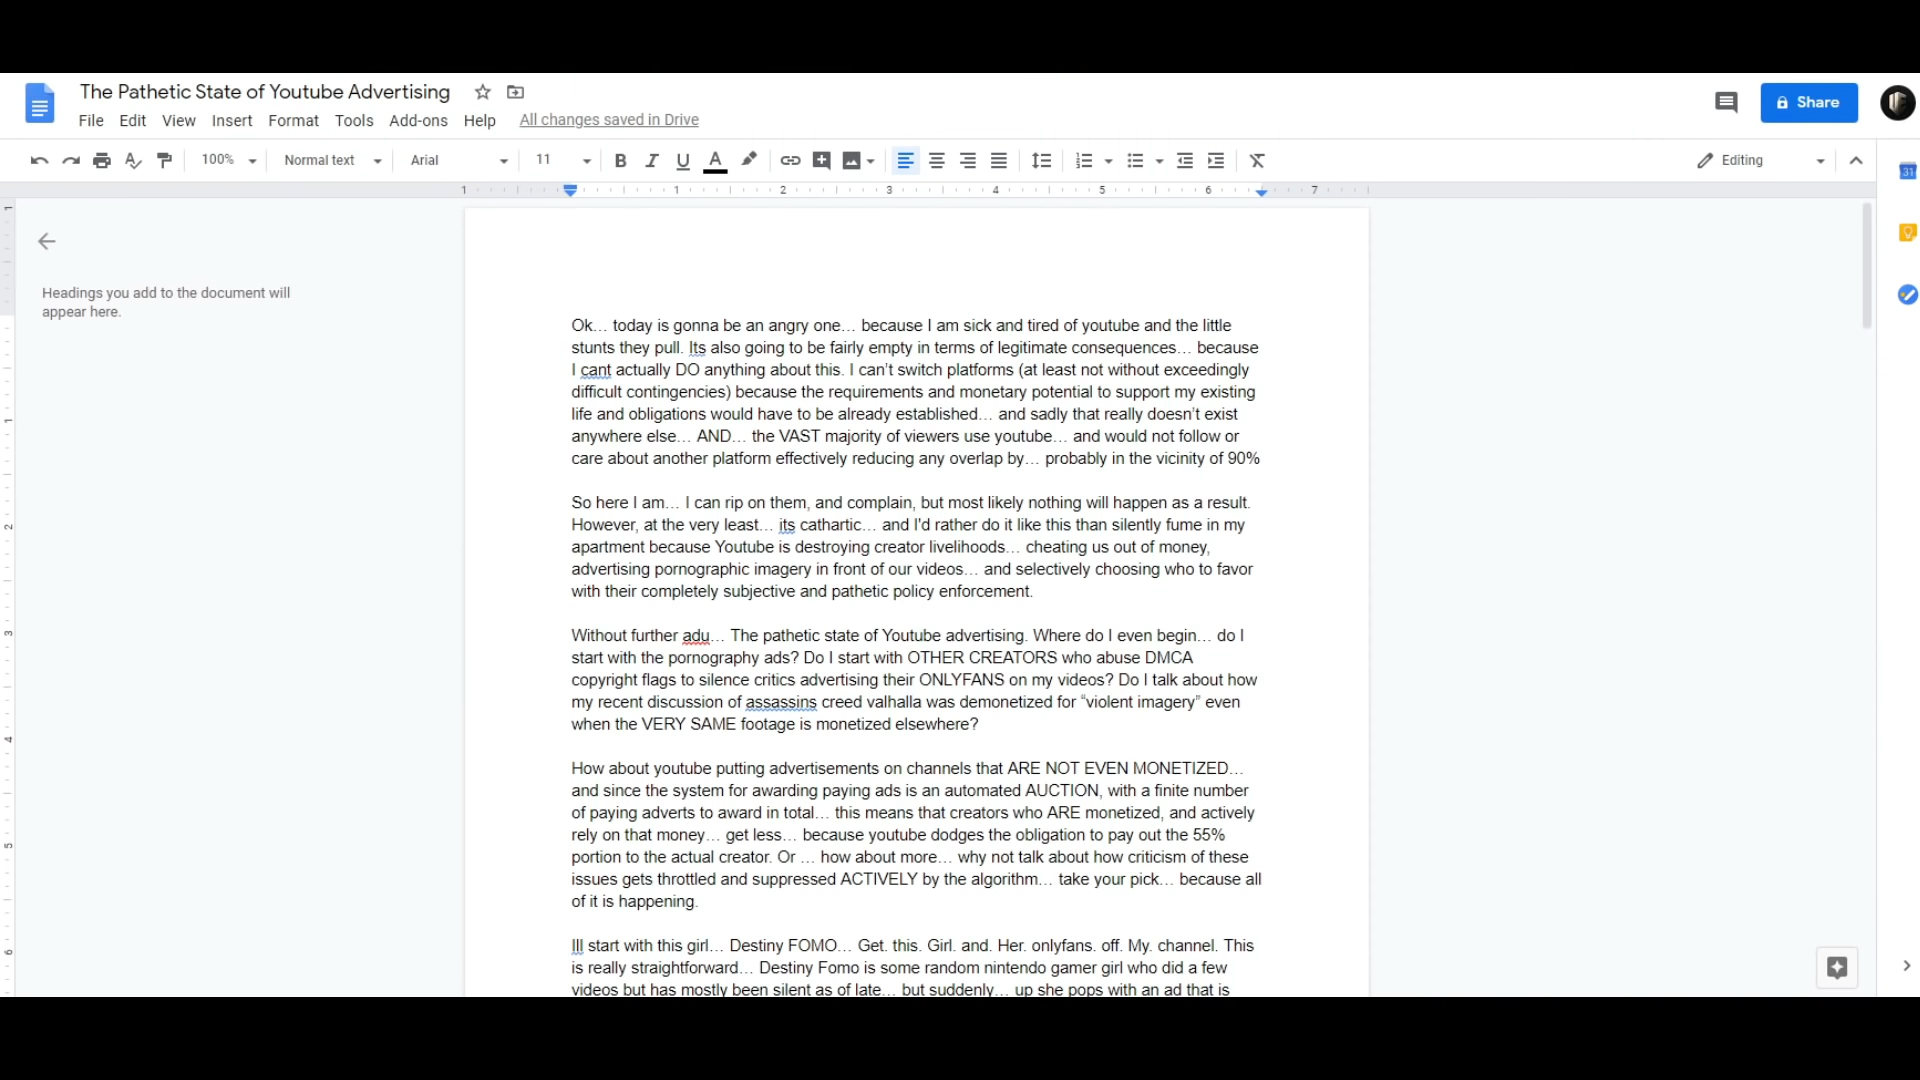 The Pathetic State of Youtube Advertising
File Edit View Insert Format Tools Add-ons Help All changes saved in Drive
Share
100% Normal text Arial 11 B I U A Editing
1 1 2 3 4 5 6 7
31
Headings you add to the document will
appear here.
Ok... today is gonna be an angry one... because I am sick and tired of youtube and the little
stunts they pull. Its also going to be fairly empty in terms of legitimate consequences... because
I cant actually DO anything about this. I can't switch platforms (at least not without exceedingly
difficult contingencies) because the requirements and monetary potential to support my existing
life and obligations would have to be already established... and sadly that really doesn't exist
anywhere else... AND... the VAST majority of viewers use youtube... and would not follow or
care about another platform effectively reducing any overlap by... probably in the vicinity of 90%
So here I am... I can rip on them, and complain, but most likely nothing will happen as a result.
However, at the very least... its cathartic... and I'd rather do it like this than silently fume in my
apartment because Youtube is destroying creator livelihoods... cheating us out of money,
advertising pornographic imagery in front of our videos... and selectively choosing who to favor
with their completely subjective and pathetic policy enforcement.
Without further adu... The pathetic state of Youtube advertising. Where do I even begin... do I
start with the pornography ads? Do I start with OTHER CREATORS who abuse DMCA
copyright flags to silence critics advertising their ONLYFANS on my videos? Do I talk about how
my recent discussion of assassins creed valhalla was demonetized for “violent imagery” even
when the VERY SAME footage is monetized elsewhere?
How about youtube putting advertisements on channels that ARE NOT EVEN MONETIZED...
and since the system for awarding paying ads is an automated AUCTION, with a finite number
of paying adverts to award in total... this means that creators who ARE monetized, and actively
rely on that money... get less... because youtube dodges the obligation to pay out the 55%
portion to the actual creator. Or ... how about more... why not talk about how criticism of these
issues gets throttled and suppressed ACTIVELY by the algorithm... take your pick... because all
of it is happening.
Ill start with this girl... Destiny FOMO... Get. this. Girl. and. Her. onlyfans. off. My. channel. This
is really straightforward... Destiny Fomo is some random nintendo gamer girl who did a few
videos but has mostly been silent as of late... but suddenly... up she pops with an ad that is
1
1
2
3
4
5
6